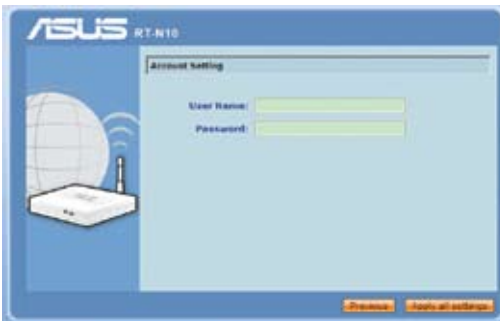 ASUS RT-N10
Account Setting
User Name:
Password:
Previous Apply all settings